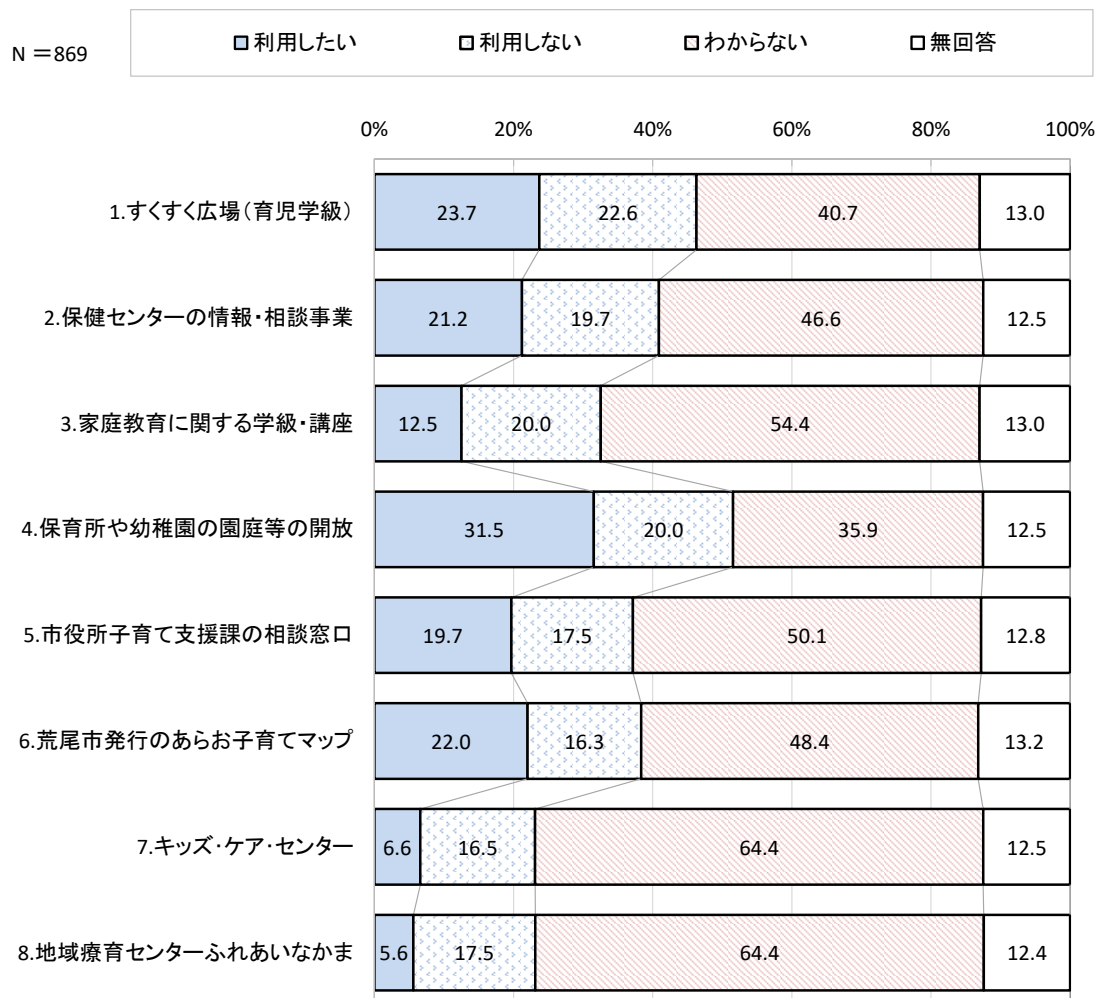 N ＝869
利用したい 利用しない わからない 無回答
0% 20% 40% 60% 80% 100%
1.すくすく広場（育児学級） 23.7 22.6 40.7 13.0
2.保健センターの情報・相談事業 21.2 19.7 46.6 12.5
3.家庭教育に関する学級・講座 12.5 20.0 54.4 13.0
4.保育所や幼稚園の園庭等の開放 31.5 20.0 35.9 12.5
5.市役所子育て支援課の相談窓口 19.7 17.5 50.1 12.8
6.荒尾市発行のあらお子育てマップ 22.0 16.3 48.4 13.2
7.キッズ・ケア・センター 6.6 16.5 64.4 12.5
8.地域療育センターふれあいなかま 5.6 17.5 64.4 12.4